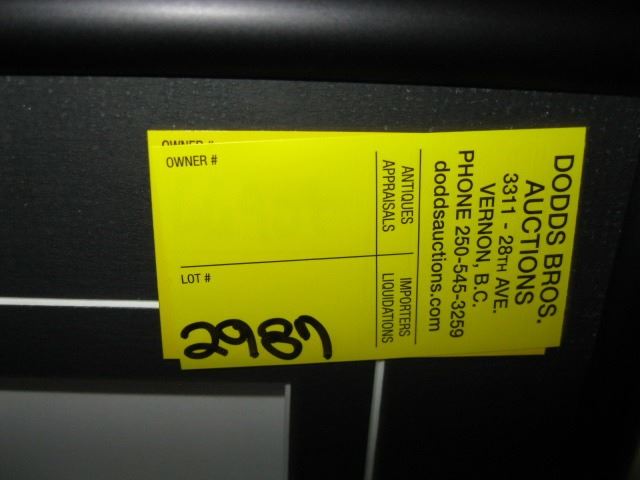 DODDS BROS.
AUCTIONS
3311 - 28TH AVE.
VERNON, B.C.
PHONE 250-545-3259
doddsauctions.com
ANTIQUES IMPORTERS
APPRAISALS LIQUIDATIONS
OWNER #
OWNER #
LOT #
2987